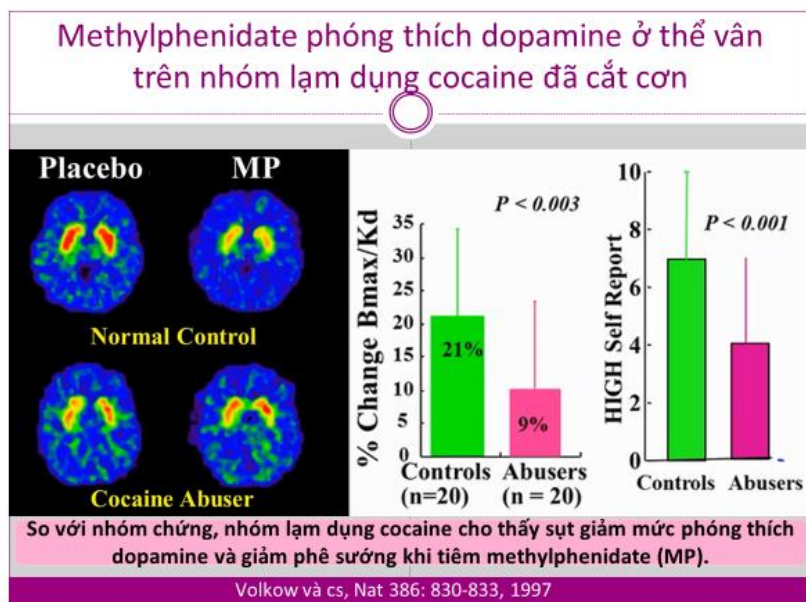 Methylphenidate phóng thích dopamine ở thể vân
trên nhóm lạm dụng cocaine đã cắt cơn
Placebo MP
Normal Control
Cocaine Abuser
% Change Bmax/Kd
P < 0.003
35
30
25
20
15
10
5
0
21%
9%
Controls Abusers
(n=20) (n = 20)
HIGH Self Report
P < 0.001
10
8
6
4
2
0
Controls Abusers
So với nhóm chứng, nhóm lạm dụng cocaine cho thấy sụt giảm mức phóng thích
dopamine và giảm phê sướng khi tiêm methylphenidate (MP).
Volkow và cs, Nat 386: 830-833, 1997